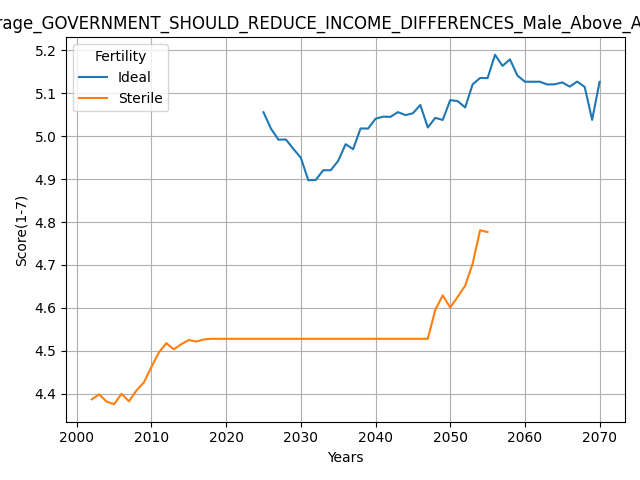 rage_GOVERNMENT_SHOULD_REDUCE_INCOME_DIFFERENCES_Male_Above_A
Fertility
Ideal
Sterile
Score(1-7)
5.2
5.1
5.0
4.9
4.8
4.7
4.6
4.5
4.4
2000 2010 2020 2030 2040 2050 2060 2070
Years